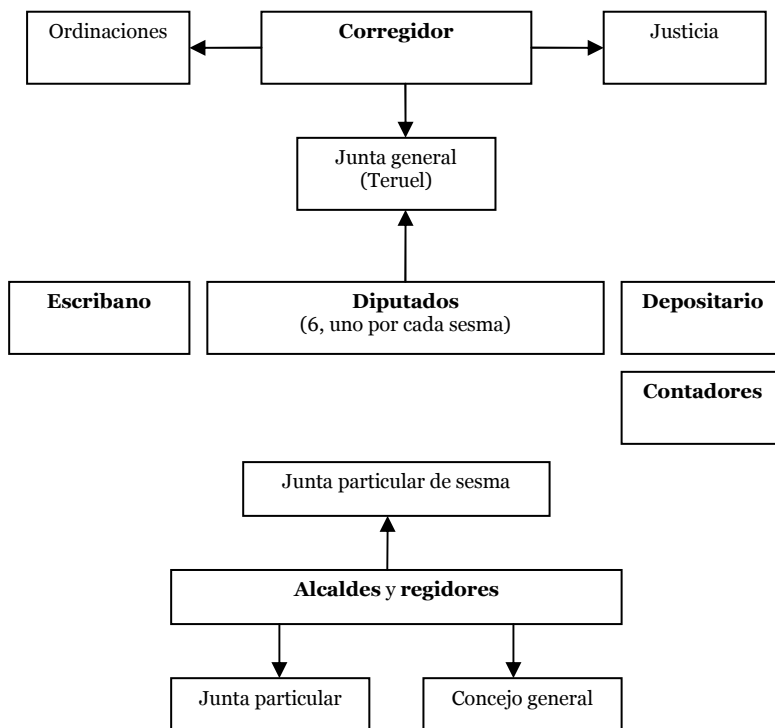 Ordinaciones
Corregidor
Justicia
Junta general
(Teruel)
Escribano
Diputados
(6, uno por cada sesma)
Depositario
Contadores
Junta particular de sesma
Alcaldes y regidores
Junta particular
Concejo general